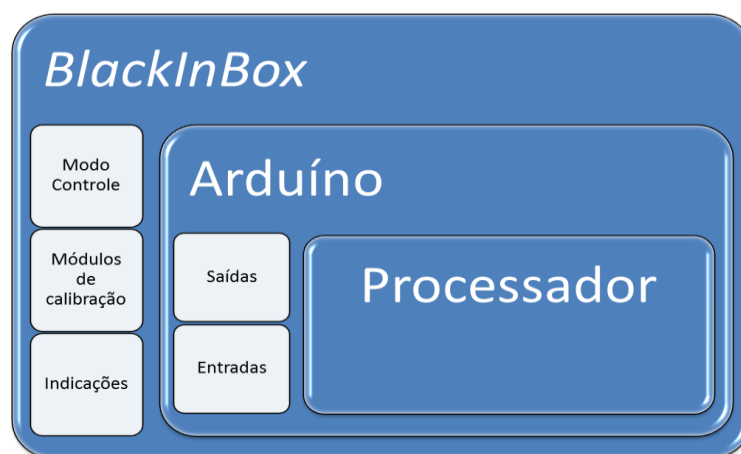 BlackInBox
Modo
Controle
Módulos
de
calibração
Indicações
Arduíno
Saídas
Entradas
Processador